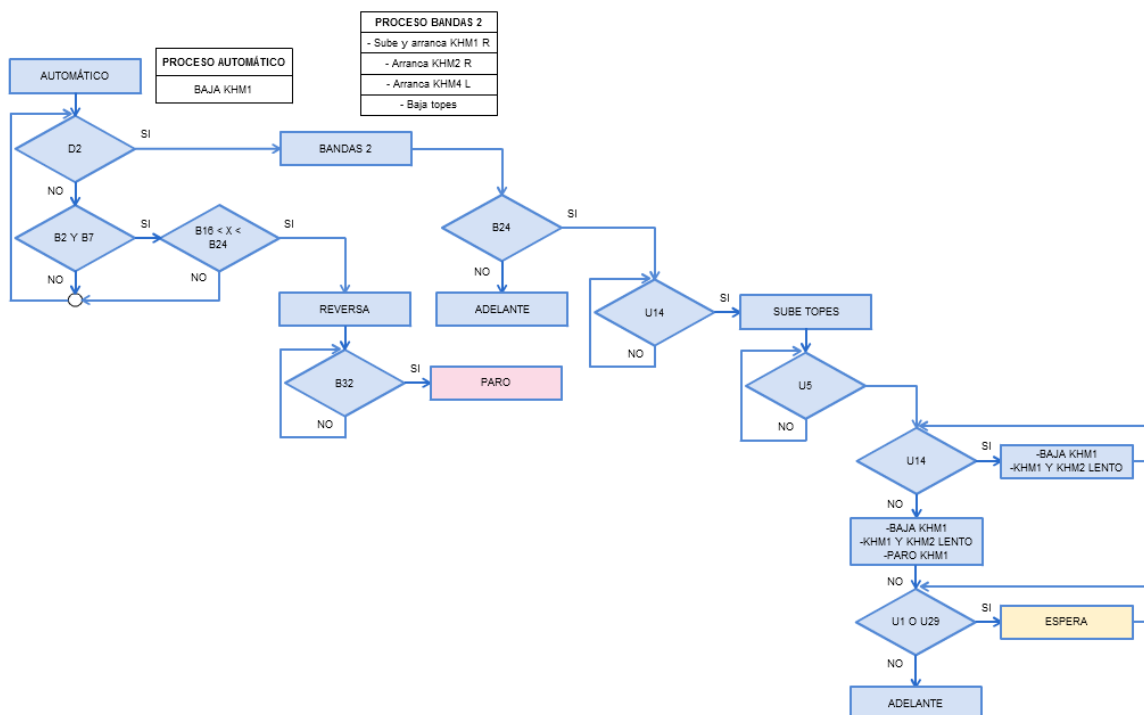 PROCESO BANDAS 2
- Sube y arranca KHM1 R
- Arranca KHM2 R
- Arranca KHM4 L
- Baja topes
PROCESO AUTOMÁTICO
BAJA KHM1
AUTOMÁTICO
D2
SI
NO
BANDAS 2
B2 Y B7
SI
NO
B16 < X <
B24
SI
NO
B24
SI
NO
REVERSA
ADELANTE
U14
SI
NO
SUBE TOPES
B32
SI
NO
PARO
U5
NO
U14
SI
NO
-BAJA KHM1
-KHM1 Y KHM2 LENTO
-BAJA KHM1
-KHM1 Y KHM2 LENTO
-PARO KHM1
NO
U1 O U29
SI
NO
ESPERA
ADELANTE